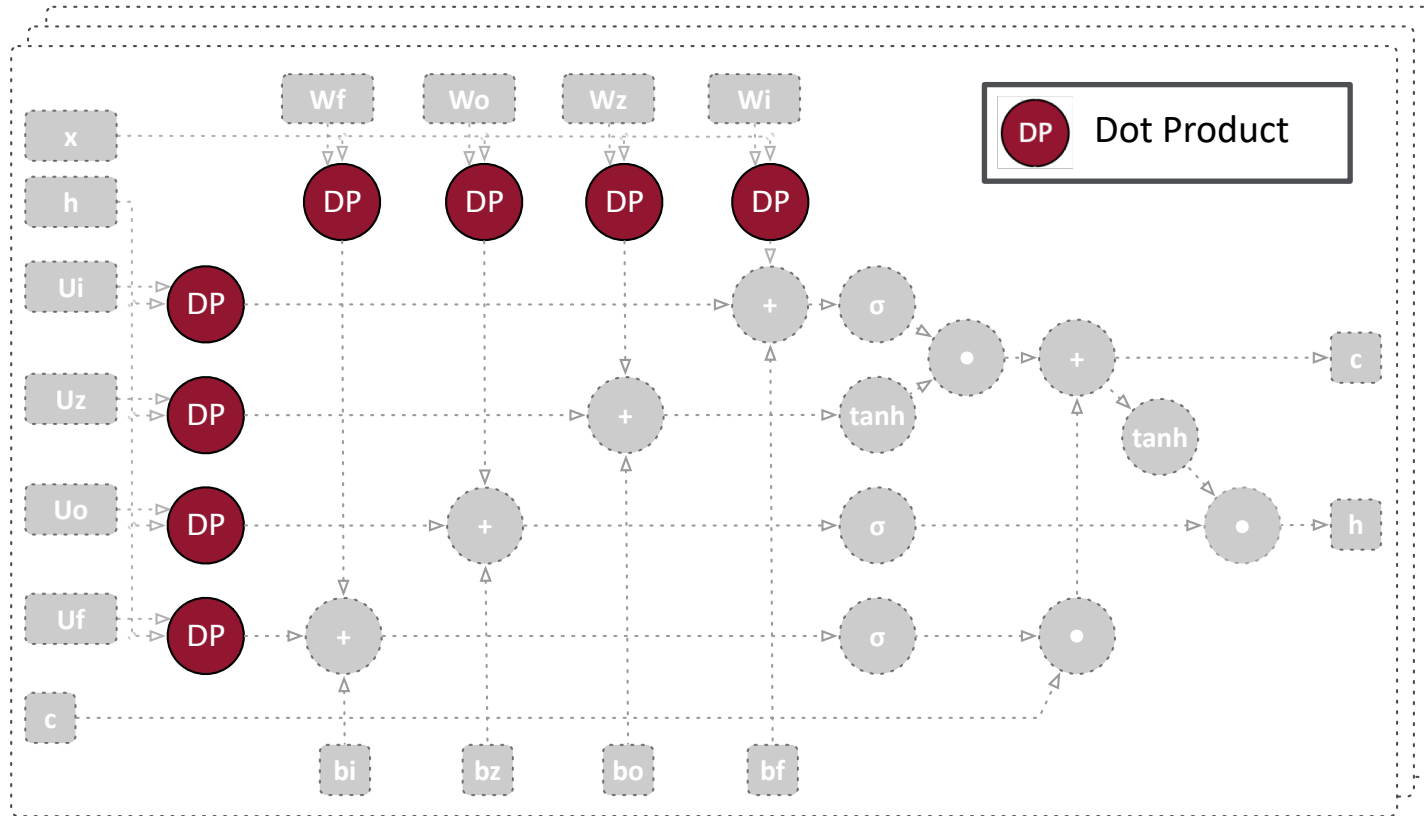 Wf Wo Wz Wi
x
DP Dot Product
h
DP DP DP DP
Ui
DP + σ
• + c
Uz
DP + tanh
tanh
Uo
DP + σ • h
Uf
DP + σ •
c
bi bz bo bf